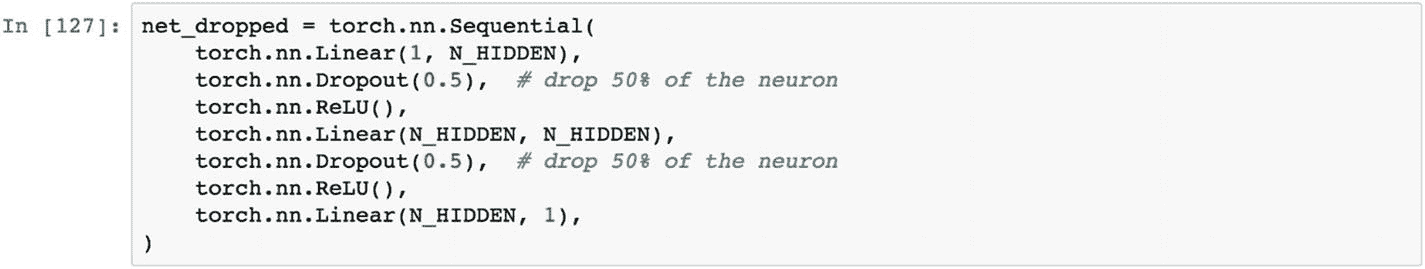 In [127]: net_dropped = torch.nn.Sequential(
    torch.nn.Linear(1, N_HIDDEN),
    torch.nn.Dropout(0.5),  # drop 50% of the neuron
    torch.nn.ReLU(),
    torch.nn.Linear(N_HIDDEN, N_HIDDEN),
    torch.nn.Dropout(0.5),  # drop 50% of the neuron
    torch.nn.ReLU(),
    torch.nn.Linear(N_HIDDEN, 1),
)